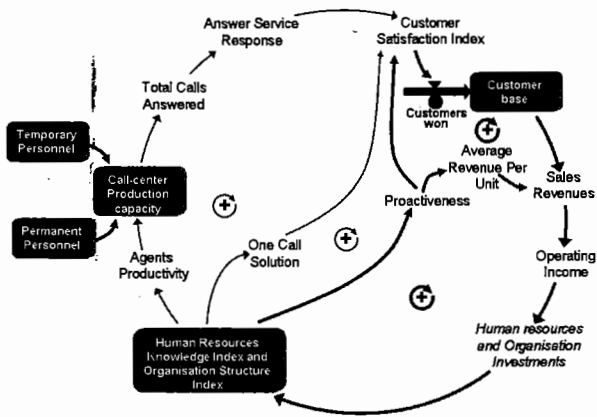 Answer Service
Response
Customer
Satisfaction Index
Total Calls
Answered
Customer
base
Customers
won
Temporary
Personnel
Average
Revenue Per
Unit
Call-center
Production
capacity
Sales
Revenues
Proactiveness
Permanent
Personnel
One Call
Solution
Agents
Productivity
Operating
Income
Human Resources
Knowledge Index and
Organisation Structure
Index
Human resources
and Organisation
Investments